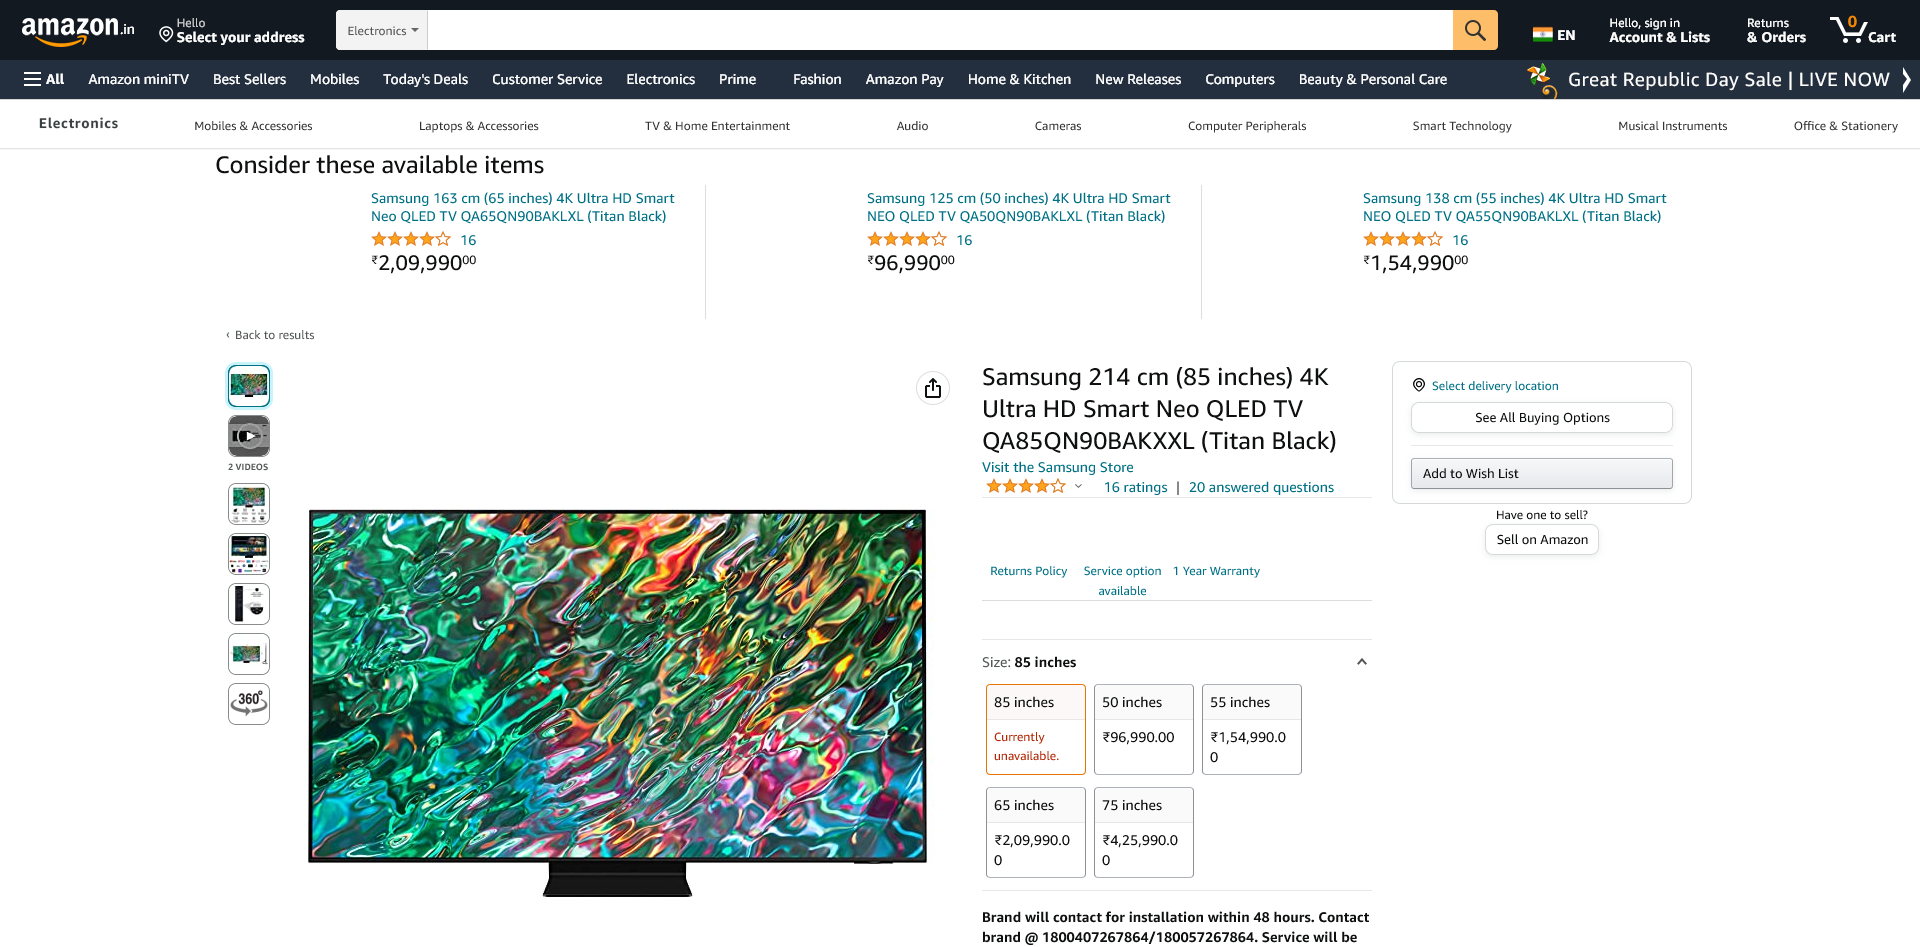 amazon.in
Hello
Select your address
Electronics
EN
Hello, sign in
Account & Lists
Returns
& Orders
0
Cart
All
Amazon miniTV
Best Sellers
Mobiles
Today's Deals
Customer Service
Electronics
Prime
Fashion
Amazon Pay
Home & Kitchen
New Releases
Computers
Beauty & Personal Care
Great Republic Day Sale | LIVE NOW
Electronics
Mobiles & Accessories
Laptops & Accessories
TV & Home Entertainment
Audio
Cameras
Computer Peripherals
Smart Technology
Musical Instruments
Office & Stationery
Consider these available items
Samsung 163 cm (65 inches) 4K Ultra HD Smart
Neo QLED TV QA65QN90BAKLXL (Titan Black)
16
₹2,09,99000
Samsung 125 cm (50 inches) 4K Ultra HD Smart
NEO QLED TV QA50QN90BAKLXL (Titan Black)
16
₹96,99000
Samsung 138 cm (55 inches) 4K Ultra HD Smart
NEO QLED TV QA55QN90BAKLXL (Titan Black)
16
₹1,54,99000
‹ Back to results
2 VIDEOS
360°
Samsung 214 cm (85 inches) 4K
Ultra HD Smart Neo QLED TV
QA85QN90BAKXXL (Titan Black)
Visit the Samsung Store
16 ratings | 20 answered questions
Returns Policy
Service option
available
1 Year Warranty
Size: 85 inches
85 inches
Currently
unavailable.
50 inches
₹96,990.00
55 inches
₹1,54,990.0
0
65 inches
₹2,09,990.0
0
75 inches
₹4,25,990.0
0
Brand will contact for installation within 48 hours. Contact
brand @ 1800407267864/180057267864. Service will be
Select delivery location
See All Buying Options
Add to Wish List
Have one to sell?
Sell on Amazon